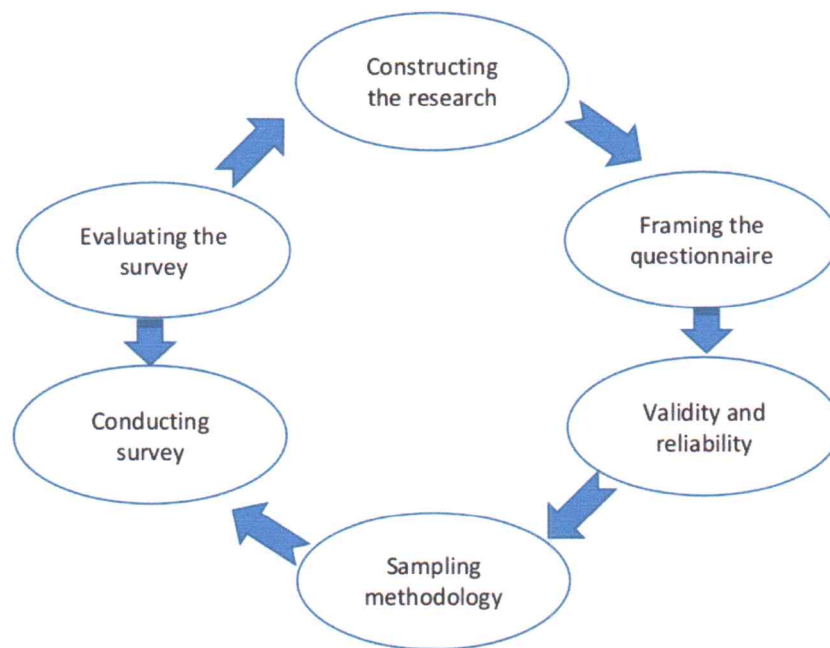 Constructing
the research
Framing the
questionnaire
Validity and
reliability
Sampling
methodology
Conducting
survey
Evaluating the
survey